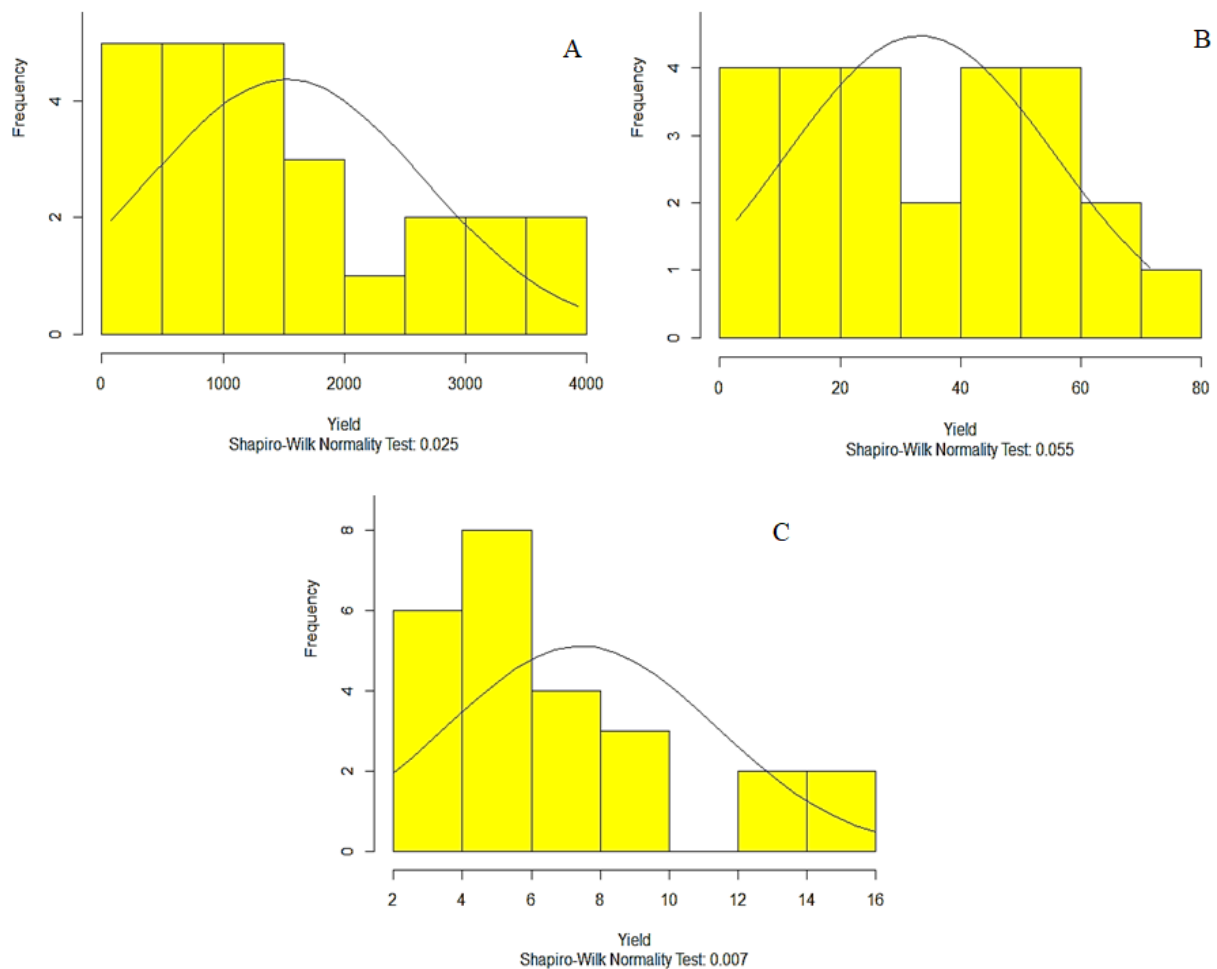 A
Frequency
4
2
0
0 1000 2000 3000 4000
Yield
Shapiro-Wilk Normality Test: 0.025
B
Frequency
4
3
2
1
0
0 20 40 60 80
Yield
Shapiro-Wilk Normality Test: 0.055
C
Frequency
8
6
4
2
0
2 4 6 8 10 12 14 16
Yield
Shapiro-Wilk Normality Test: 0.007